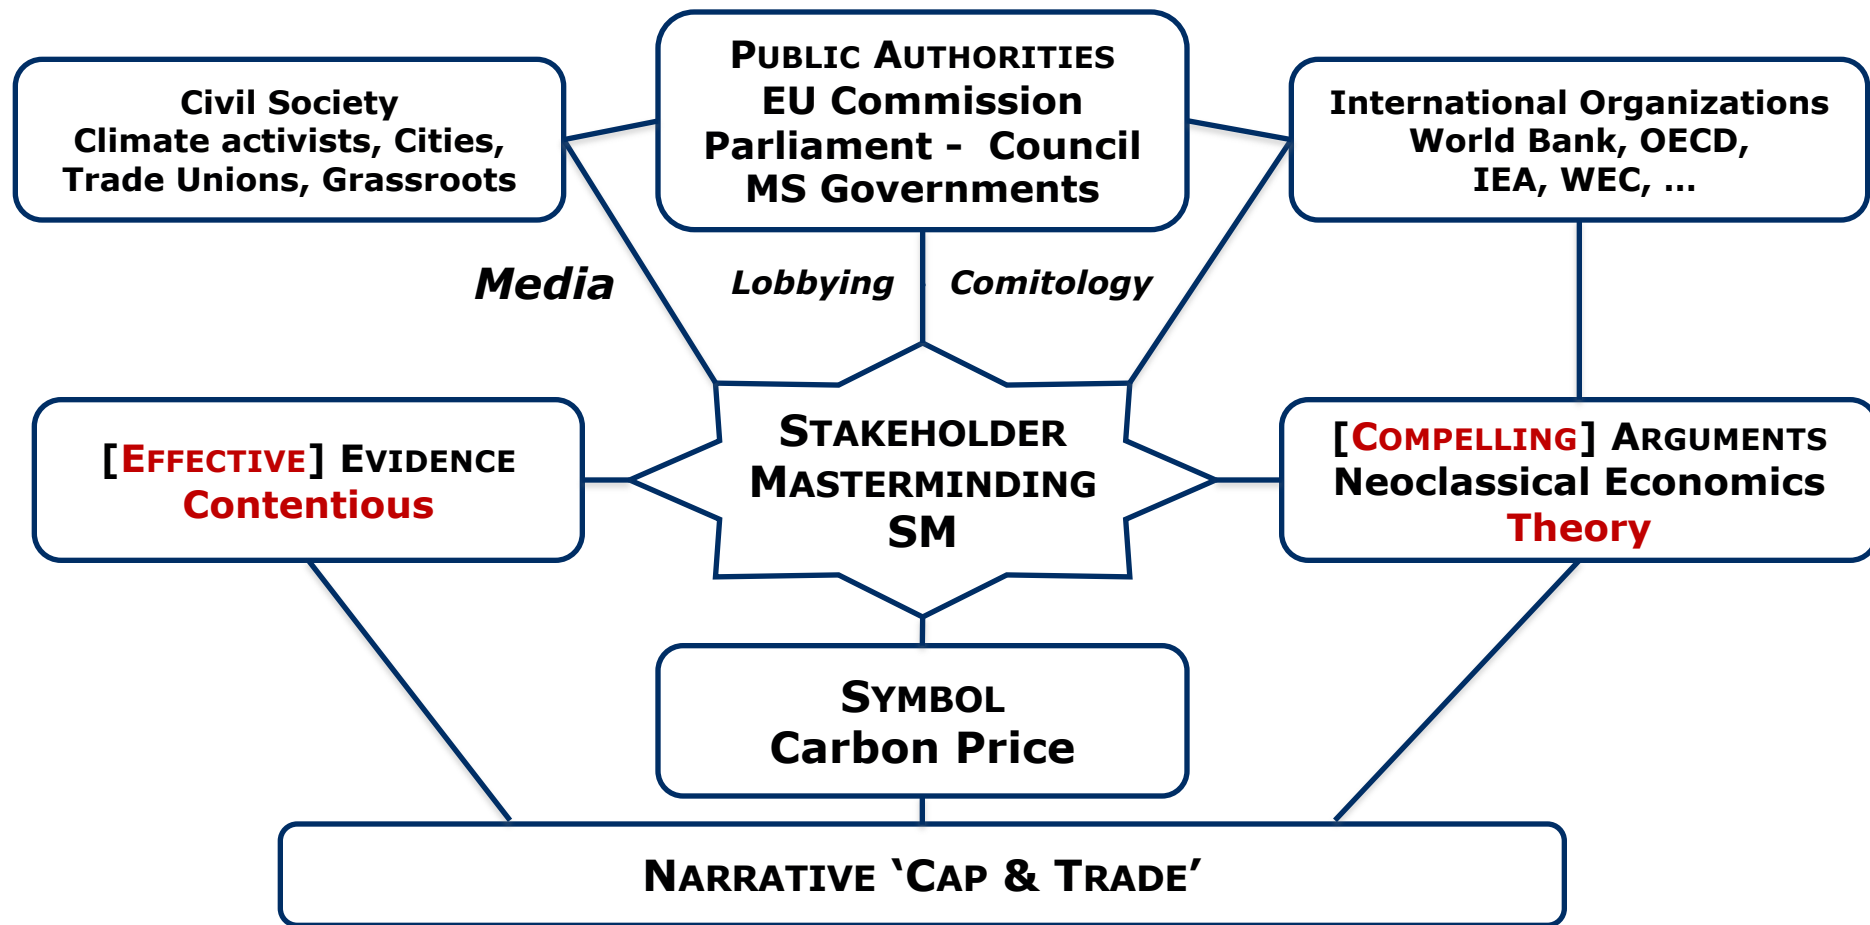 Civil Society
Climate activists, Cities,
Trade Unions, Grassroots
PUBLIC AUTHORITIES
EU Commission
Parliament - Council
MS Governments
International Organizations
World Bank, OECD,
IEA, WEC, ...
Media
Lobbying
Comitology
[EFFECTIVE] EVIDENCE
Contentious
STAKEHOLDER
MASTERMINDING
SM
[COMPELLING] ARGUMENTS
Neoclassical Economics
Theory
SYMBOL
Carbon Price
NARRATIVE ‘CAP & TRADE’